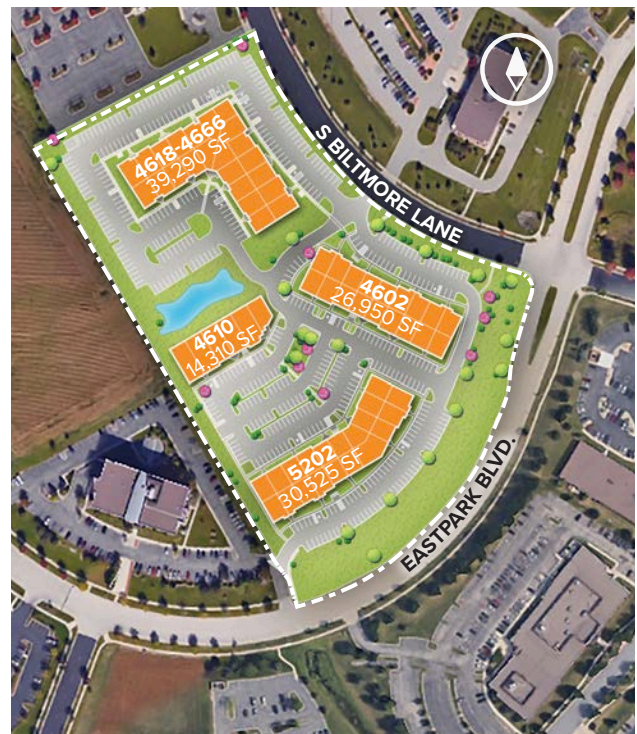 4618-4666
39,290 SF
S BILTMORE LANE
4602
26,950 SF
4610
14,310 SF
5202
30,525 SF
EASTPARK BLVD.